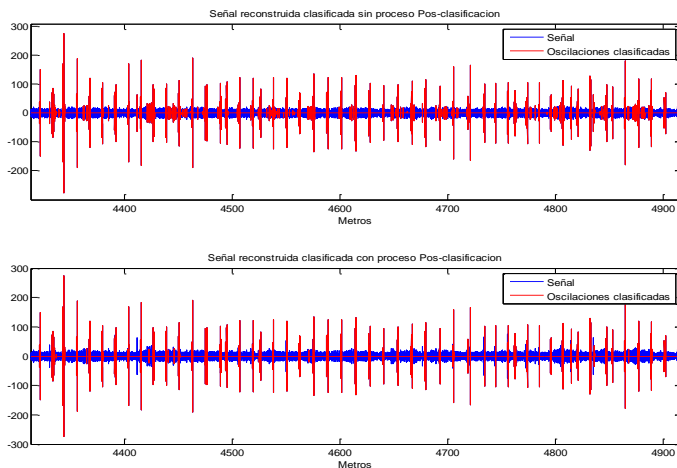 Señal reconstruida clasificada sin proceso Pos-clasificacion
300
200
100
0
-100
-200
Señal
Oscilaciones clasificadas
4400 4500 4600 4700 4800 4900
Metros
Señal reconstruida clasificada con proceso Pos-clasificacion
300
200
100
0
-100
-200
-300
Señal
Oscilaciones clasificadas
4400 4500 4600 4700 4800 4900
Metros